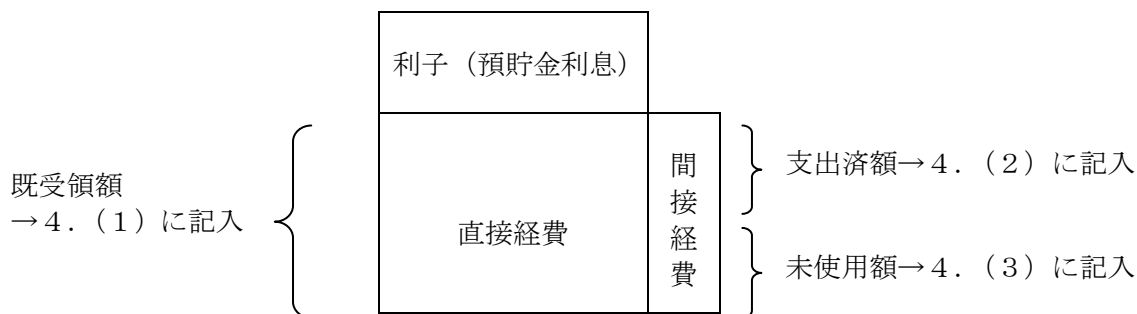 利子（預貯金利息）
既受領額
→４．（１）に記入
直接経費
間接経費
支出済額→４．（２）に記入
未使用額→４．（３）に記入